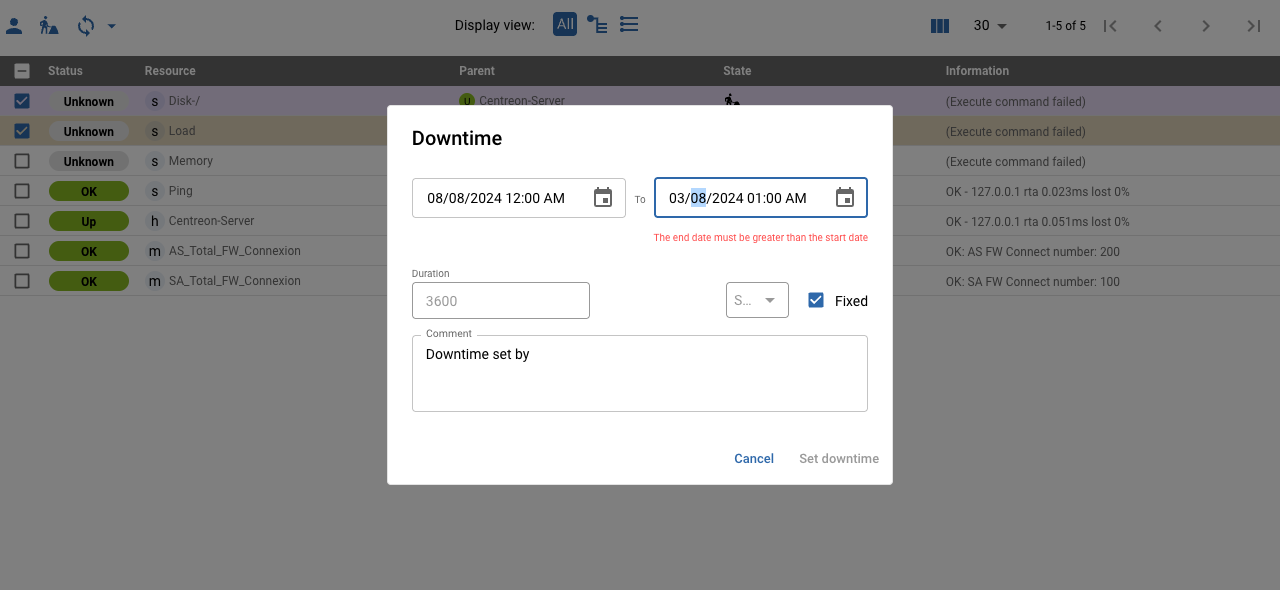 Display view: All 30 1-5 of 5
Status Resource Parent State Information
Unknown S Disk-/ U Centreon-Server (Execute command failed)
Unknown S Load (Execute command failed)
Unknown S Memory (Execute command failed)
OK S Ping OK - 127.0.0.1 rta 0.023ms lost 0%
Up h Centreon-Server OK - 127.0.0.1 rta 0.051ms lost 0%
OK m AS_Total_FW_Connexion OK: AS FW Connect number: 200
OK m SA_Total_FW_Connexion OK: SA FW Connect number: 100
Downtime
08/08/2024 12:00 AM To 03/08/2024 01:00 AM
The end date must be greater than the start date
Duration
3600 S... Fixed
Comment
Downtime set by
Cancel Set downtime